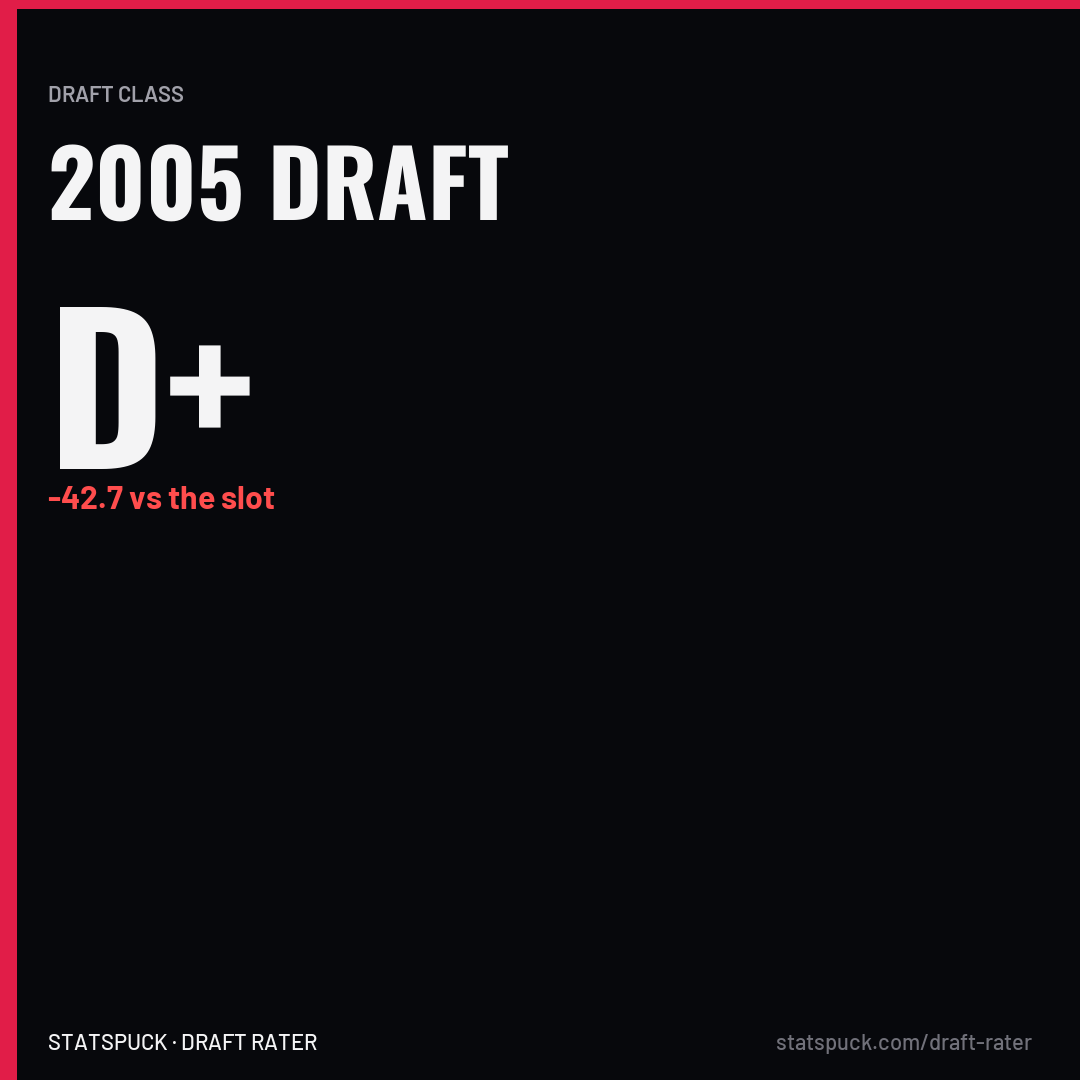 DRAFT CLASS
2005 DRAFT
D+
-42.7 vs the slot
STATSPUCK · DRAFT RATER
statspuck.com/draft-rater